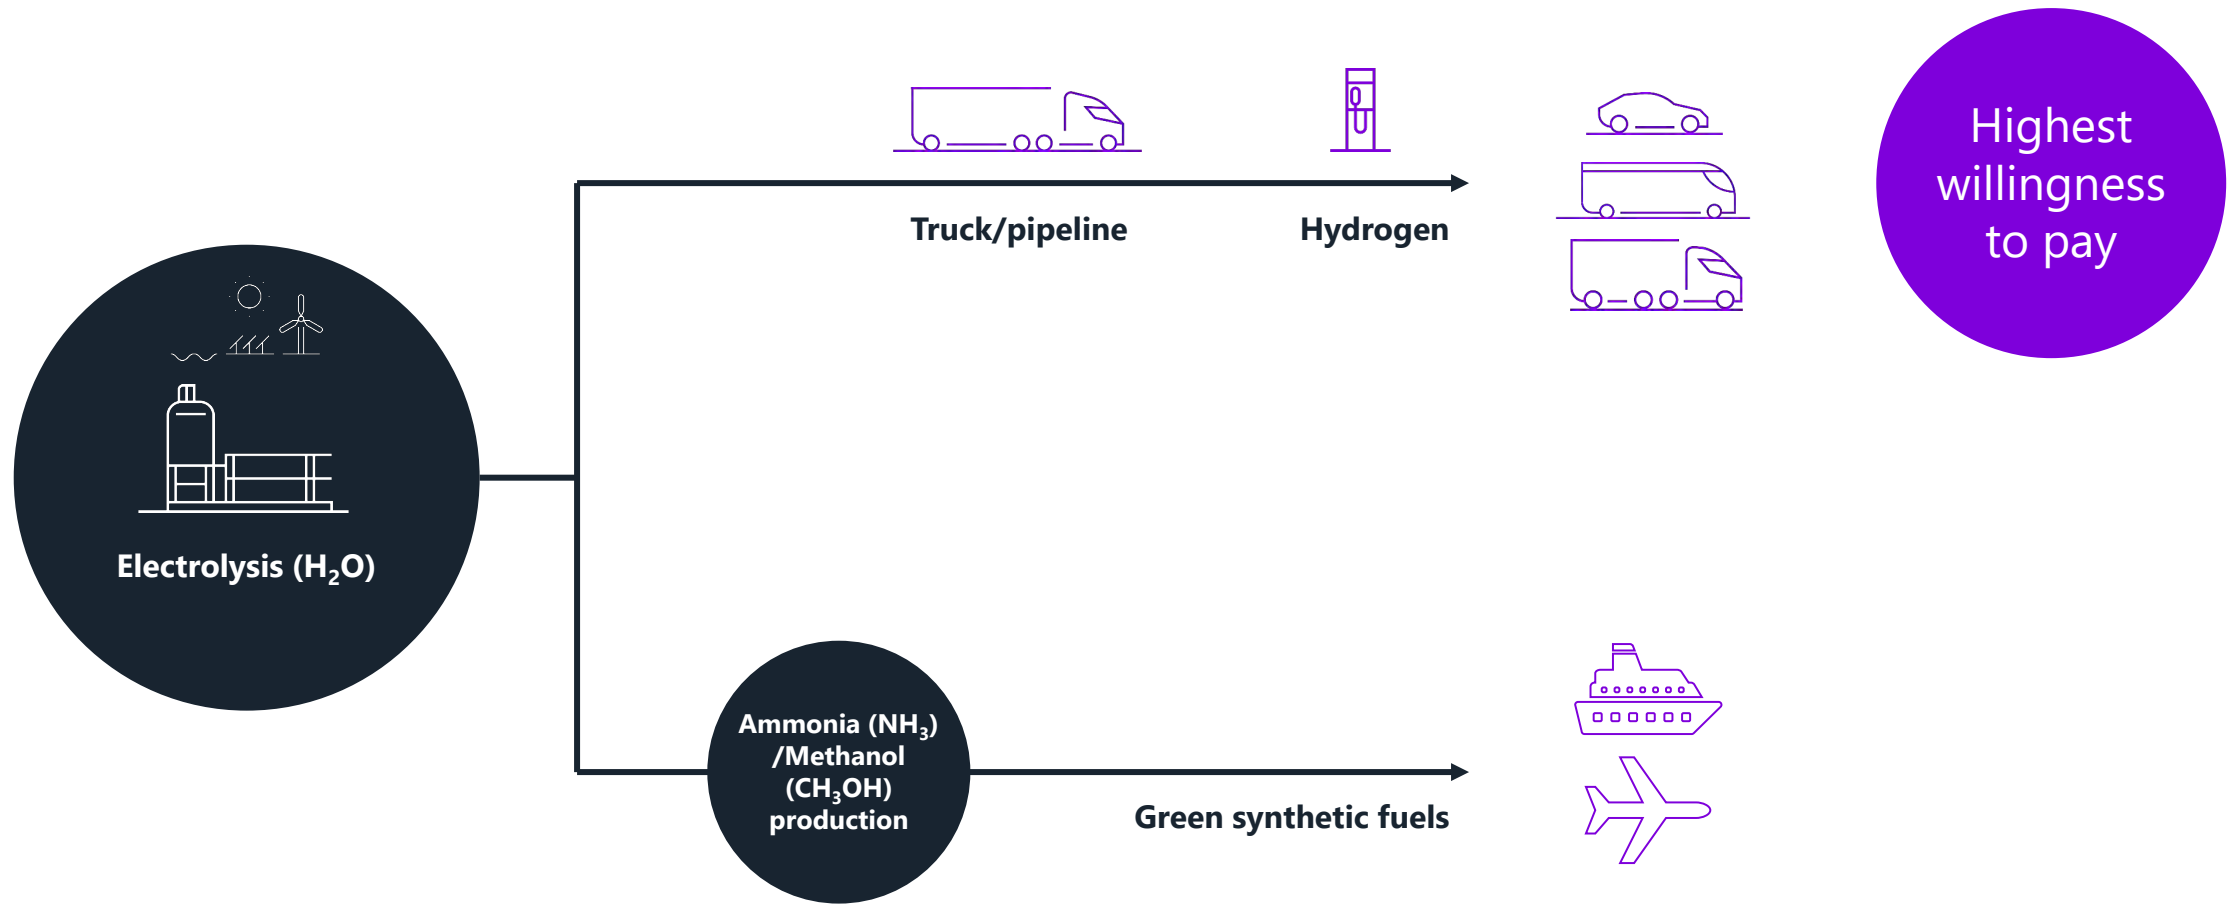 Highest
willingness
to pay
Truck/pipeline
Hydrogen
Electrolysis (H₂O)
Ammonia (NH₃)
/Methanol
(CH₃OH)
production
Green synthetic fuels